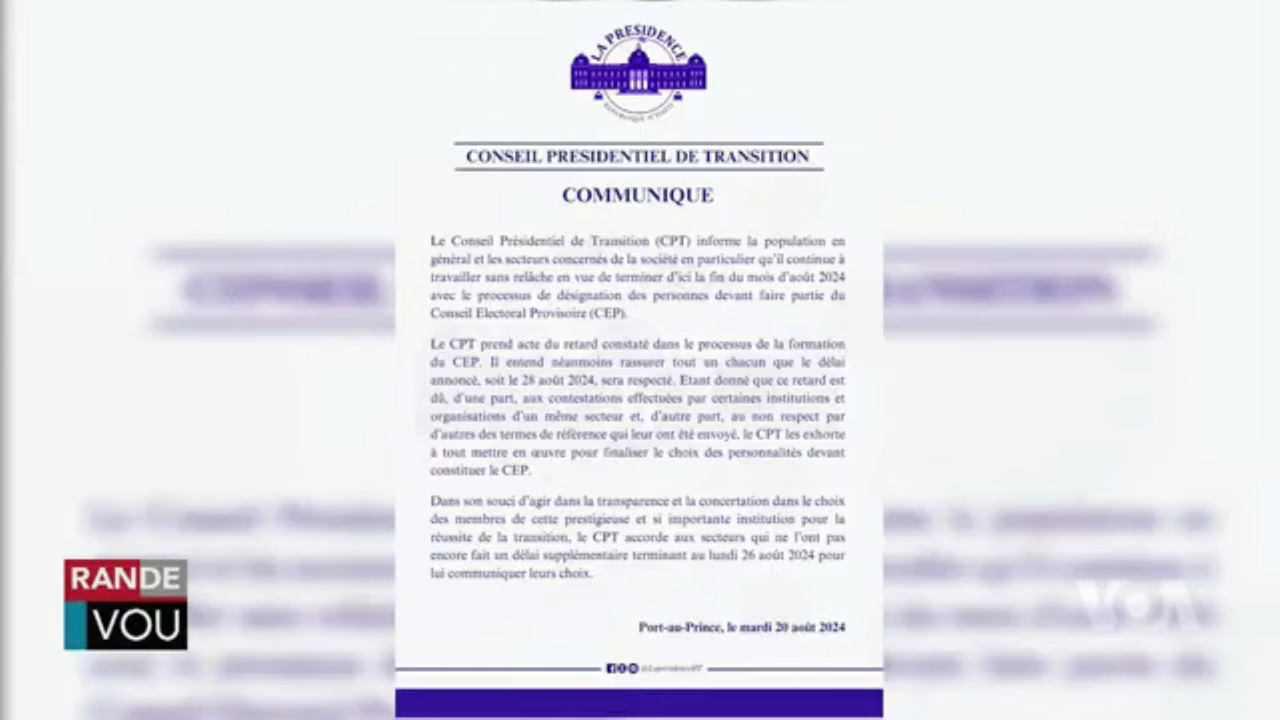 LA PRESIDENCE
REPUBLIQUE D'HAITI
CONSEIL PRESIDENTIEL DE TRANSITION
COMMUNIQUE
Le Conseil Présidentiel de Transition (CPT) informe la population en
général et les secteurs concernés de la société en particulier qu'il continue à
travailler sans relâche en vue de terminer d'ici la fin du mois d'août 2024
avec le processus de désignation des personnes devant faire partie du
Conseil Electoral Provisoire (CEP).
Le CPT prend acte du retard constaté dans le processus de la formation
du CEP. Il entend néanmoins rassurer tout un chacun que le délai
annoncé, soit le 28 août 2024, sera respecté. Etant donné que ce retard est
dû, d'une part, aux contestations effectuées par certaines institutions et
organisations d'un même secteur et, d'autre part, au non respect par
d'autres des termes de référence qui leur ont été envoyé, le CPT les exhorte
à tout mettre en œuvre pour finaliser le choix des personnalités devant
constituer le CEP.
Dans son souci d'agir dans la transparence et la concertation dans le choix
des membres de cette prestigieuse et si importante institution pour la
réussite de la transition, le CPT accorde aux secteurs qui ne l'ont pas
encore fait un délai supplémentaire terminant au lundi 26 août 2024 pour
lui communiquer leurs choix.
Port-au-Prince, le mardi 20 août 2024
RANDE
VOU
VOA